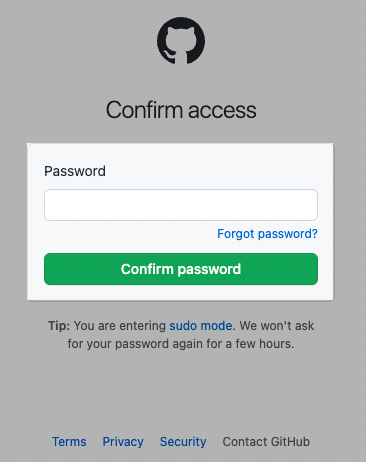 Confirm access
Password
Forgot password?
Confirm password
Tip: You are entering sudo mode. We won't ask
for your password again for a few hours.
Terms Privacy Security Contact GitHub